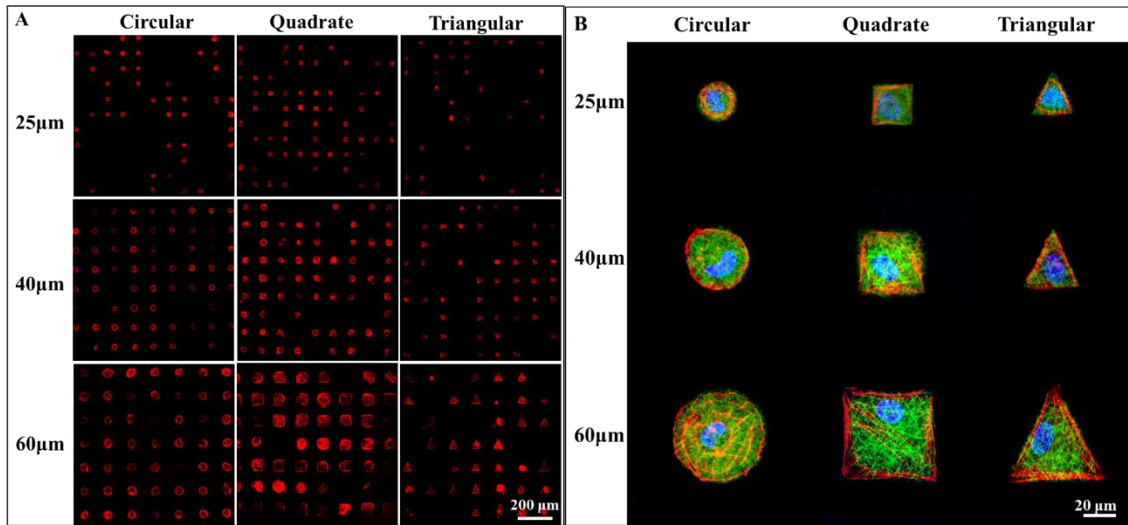 A
Circular Quadrate Triangular
25µm
40µm
60µm
200 µm
B
Circular Quadrate Triangular
25µm
40µm
60µm
20 µm